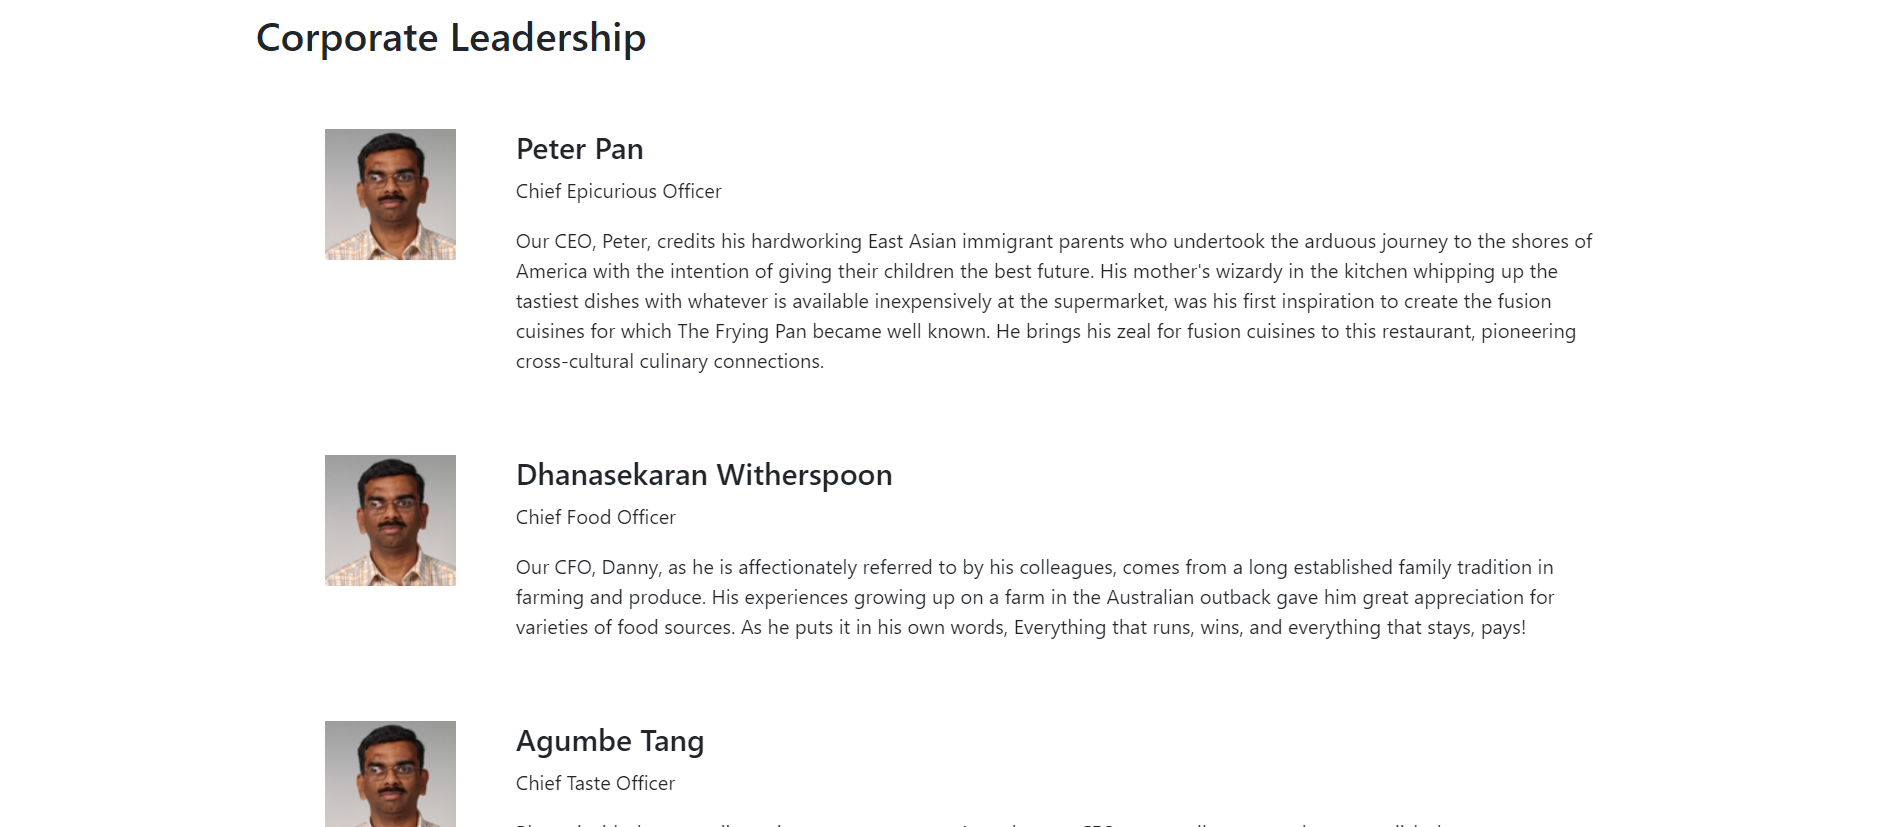 Corporate Leadership
Peter Pan
Chief Epicurious Officer
Our CEO, Peter, credits his hardworking East Asian immigrant parents who undertook the arduous journey to the shores of
America with the intention of giving their children the best future. His mother's wizardy in the kitchen whipping up the
tastiest dishes with whatever is available inexpensively at the supermarket, was his first inspiration to create the fusion
cuisines for which The Frying Pan became well known. He brings his zeal for fusion cuisines to this restaurant, pioneering
cross-cultural culinary connections.
Dhanasekaran Witherspoon
Chief Food Officer
Our CFO, Danny, as he is affectionately referred to by his colleagues, comes from a long established family tradition in
farming and produce. His experiences growing up on a farm in the Australian outback gave him great appreciation for
varieties of food sources. As he puts it in his own words, Everything that runs, wins, and everything that stays, pays!
Agumbe Tang
Chief Taste Officer